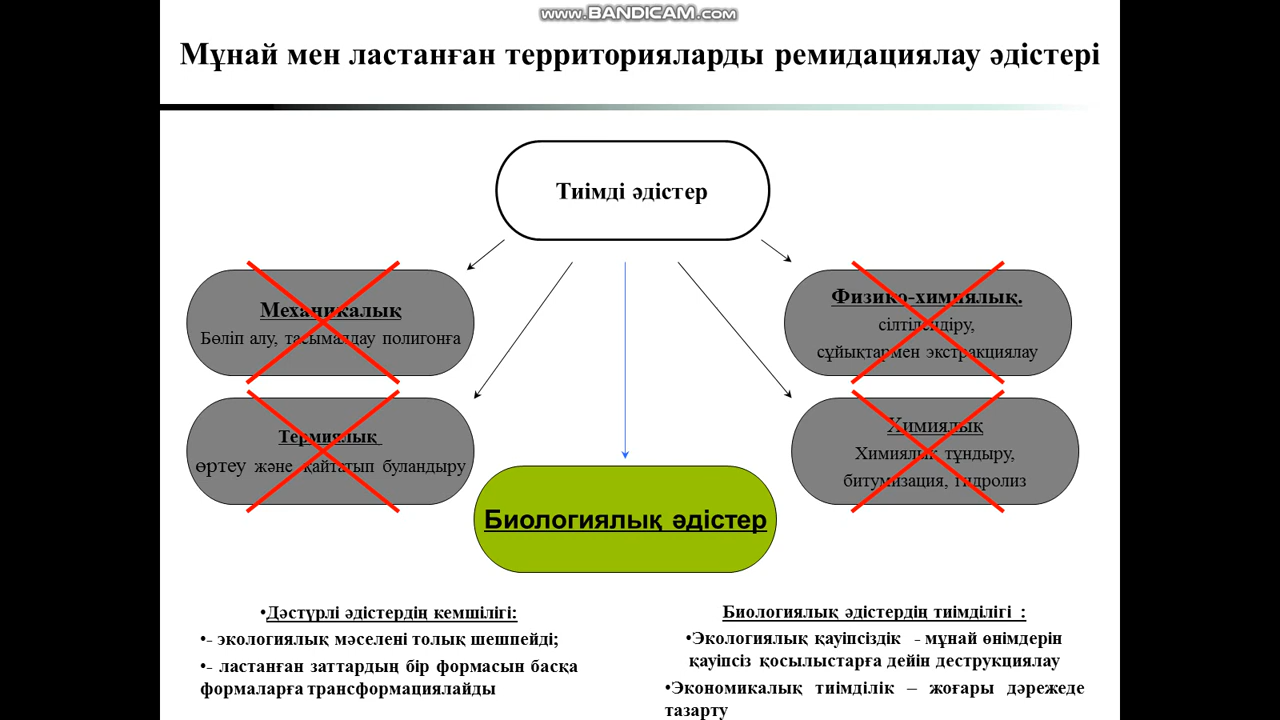 www.BANDICAM.com
Мұнай мен ластанған территорияларды ремидациялау әдістері
Тиімді әдістер
Механикалық
Бөліп алу, тасымалдау полигонға
Физико-химиялық.
сілтілендіру,
сұйықтармен экстракциялау
Термиялық
өртеу және қайтатып буландыру
Химиялық
Химиялық тұндыру,
битумизация, гидролиз
Биологиялық әдістер
•Дәстүрлі әдістердің кемшілігі:
•- экологиялық мәселені толық шешпейді;
•- ластанған заттардың бір формасын басқа
формаларға трансформациялайды
Биологиялық әдістердің тиімділігі :
•Экологиялық қауіпсіздік - мұнай өнімдерін
қауіпсіз қосылыстарға дейін деструкциялау
•Экономикалық тиімділік – жоғары дәрежеде
тазарту